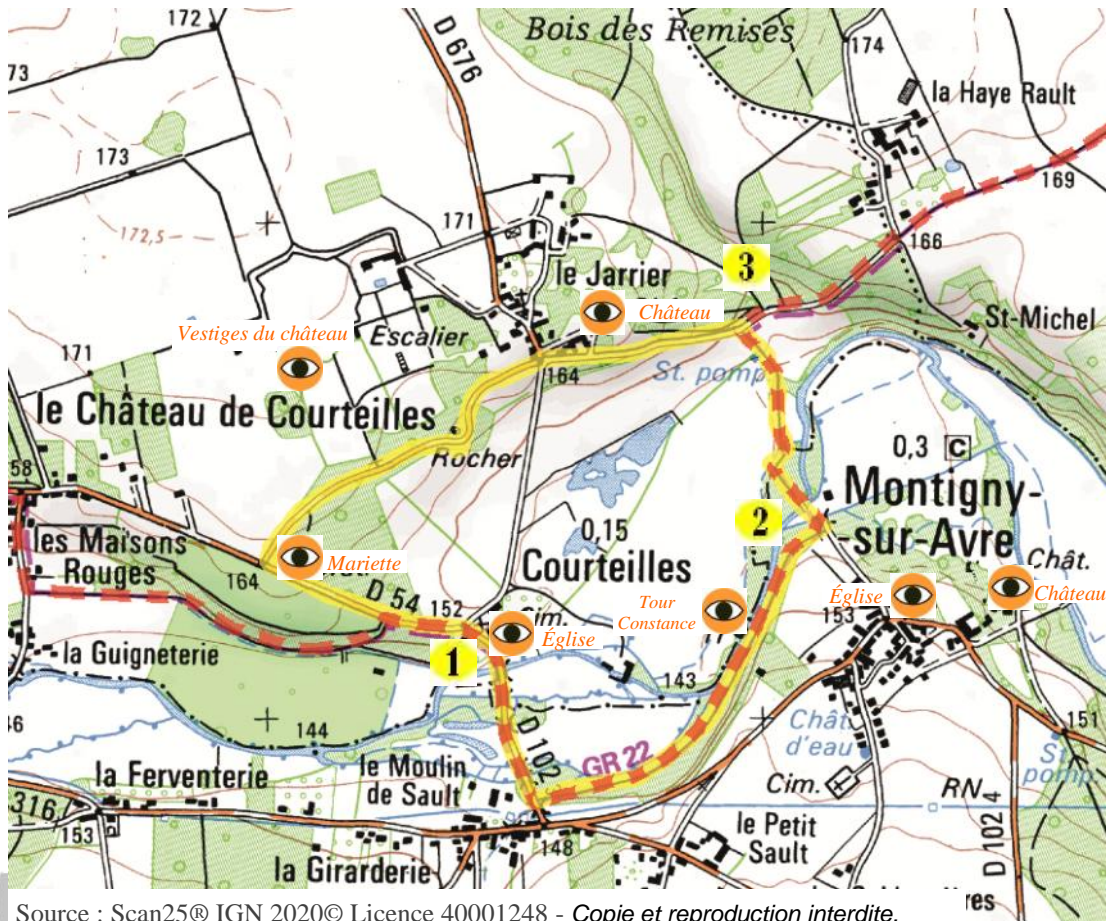 172
D 676
Bois des Remises
174
73
la Haye Rault
173
169
171
172,5
166
3
le Jarrier
Château
St-Michel
Vestiges du château
Escalier
164
St. pomp
171
le Château de Courteilles
Rocher
0,3 C
Montigny-
-sur-Avre
58
2
0,15
les Maisons
Rouges
Mariette
164
D 54
152
Courteilles
Cim.
Église
Tour
Constance
Église
153
Chât.
Château
la Guigneterie
1
143
46
144
D 102
GR 22
Chât.
d'eau
151
St.
pomp
la Ferventerie
le Moulin
de Sault
Cim.
RN
D 102 4
316
153
148
le Petit
Sault
la Girarderie
res
Source : Scan25® IGN 2020© Licence 40001248 - Copie et reproduction interdite.